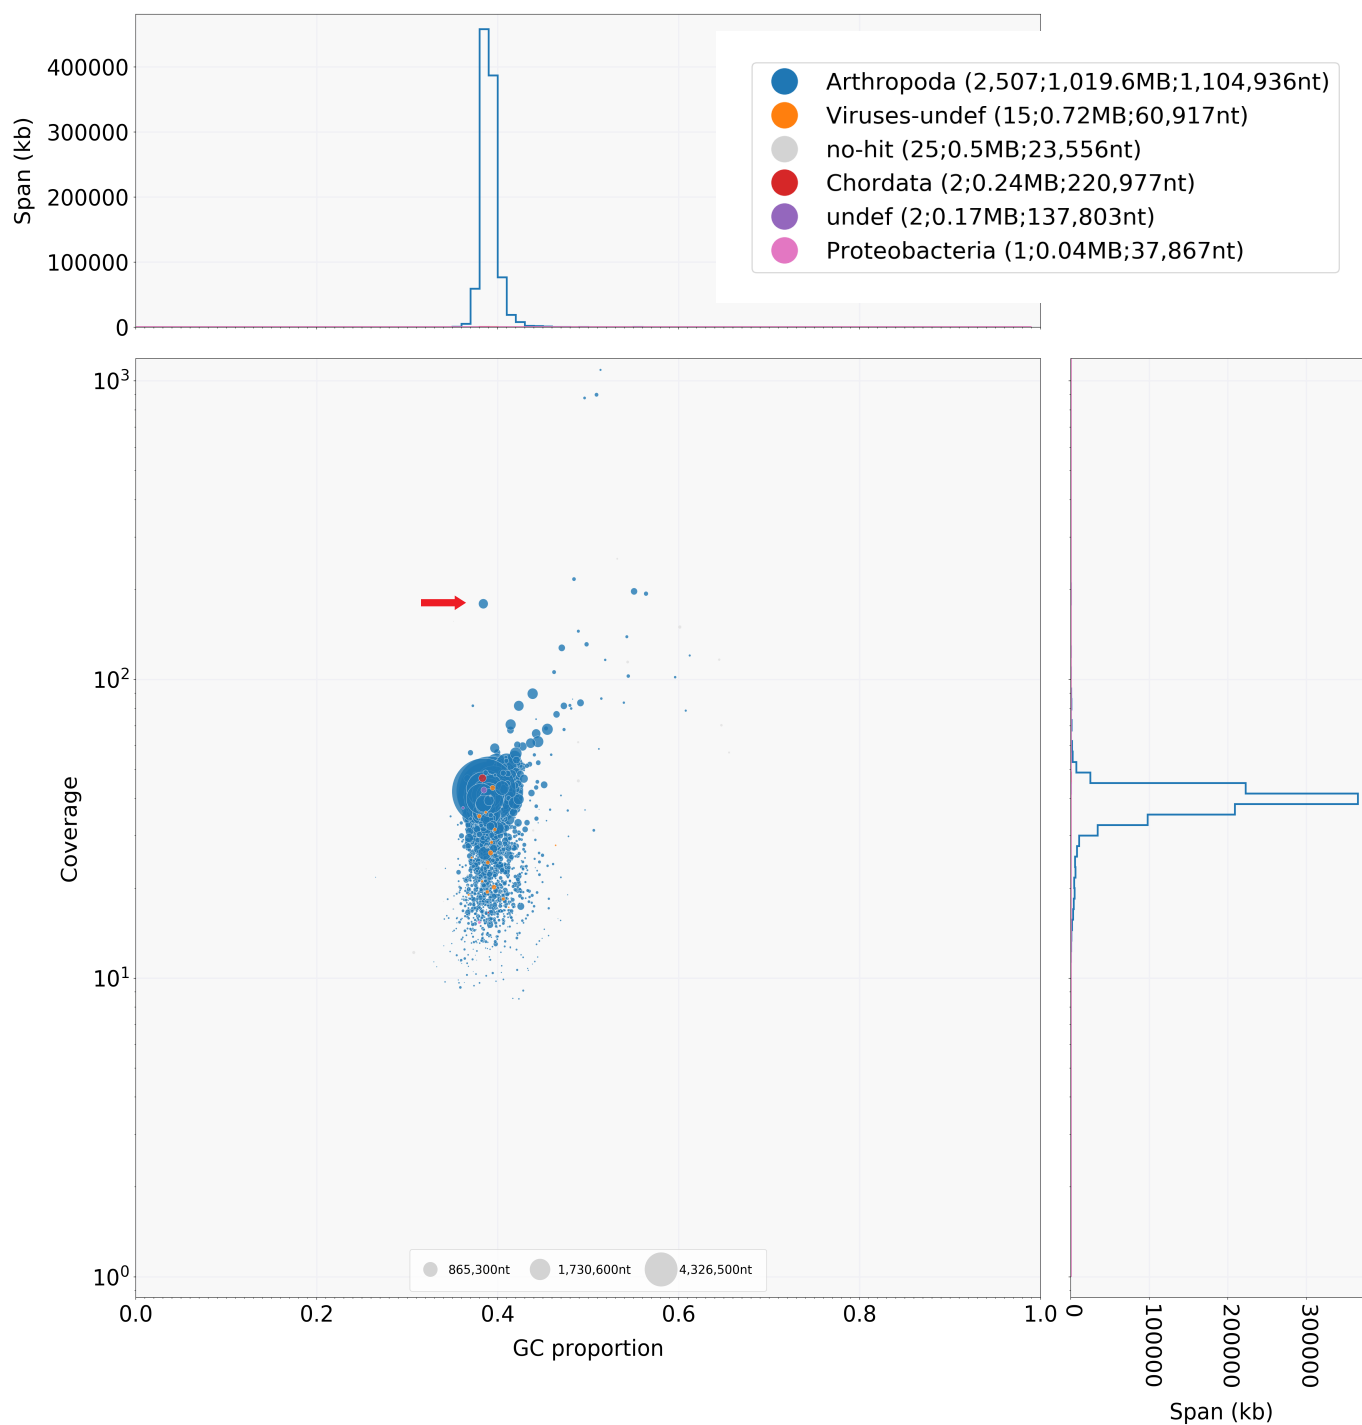 400000
300000
200000
100000
0
Span (kb)
Arthropoda (2,507;1,019.6MB;1,104,936nt)
Viruses-undef (15;0.72MB;60,917nt)
no-hit (25;0.5MB;23,556nt)
Chordata (2;0.24MB;220,977nt)
undef (2;0.17MB;137,803nt)
Proteobacteria (1;0.04MB;37,867nt)
10³
10²
10¹
10⁰
Coverage
865,300nt 1,730,600nt 4,326,500nt
0.0 0.2 0.4 0.6 0.8 1.0
GC proportion
0 100000 200000 300000
Span (kb)